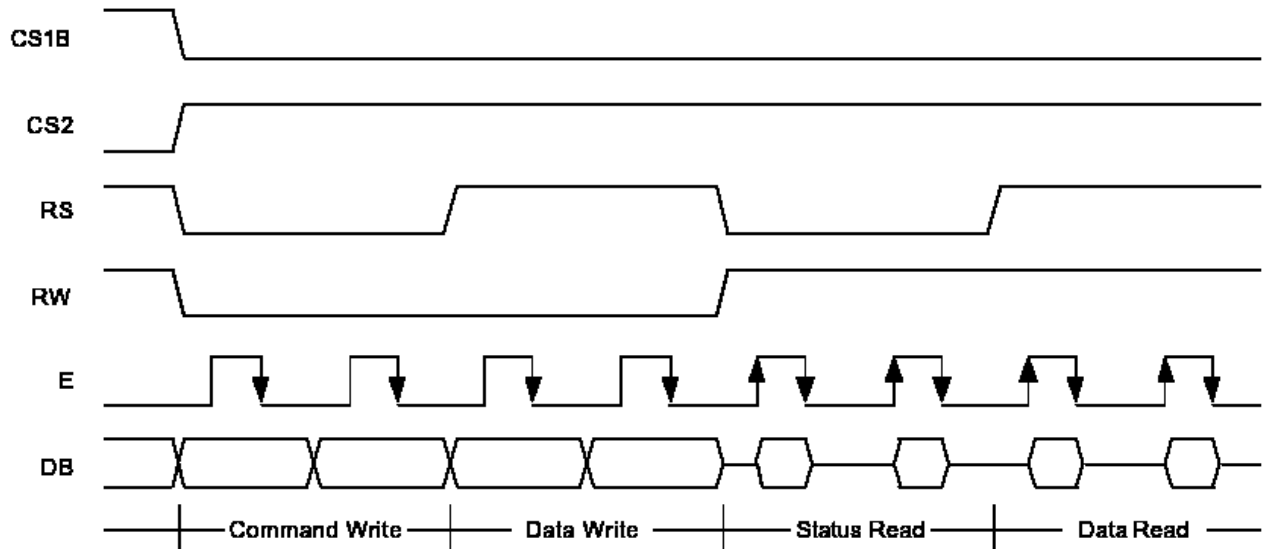 CS1B
CS2
RS
RW
E
DB
Command Write Data Write Status Read Data Read